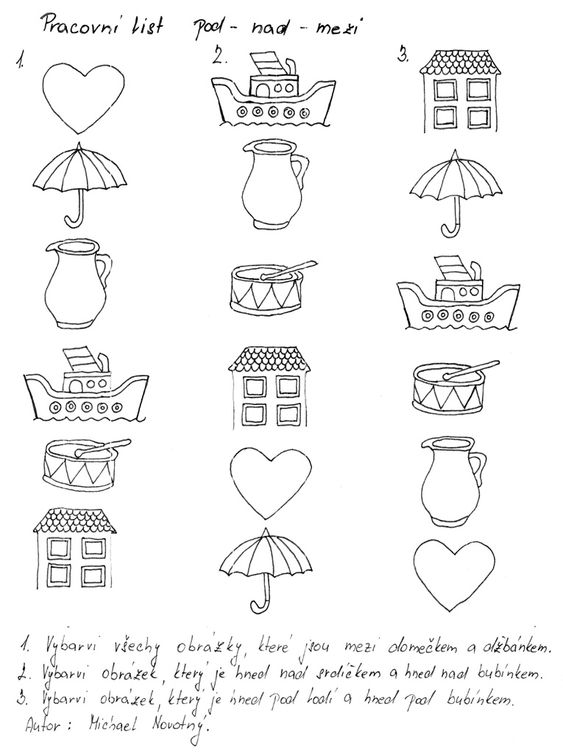 Pracovní list pod - nad - mezi
1. 2. 3.
1. Vybarvi všechy obrázky, které jsou mezi domečkem a džbánkem.
2. Vybarvi obrázek, který je hned nad srdíčkem a hned nad bubínkem.
3. Vybarvi obrázek, který je hned pod lodí a hned pod bubínkem.
Autor: Michael Novotný.